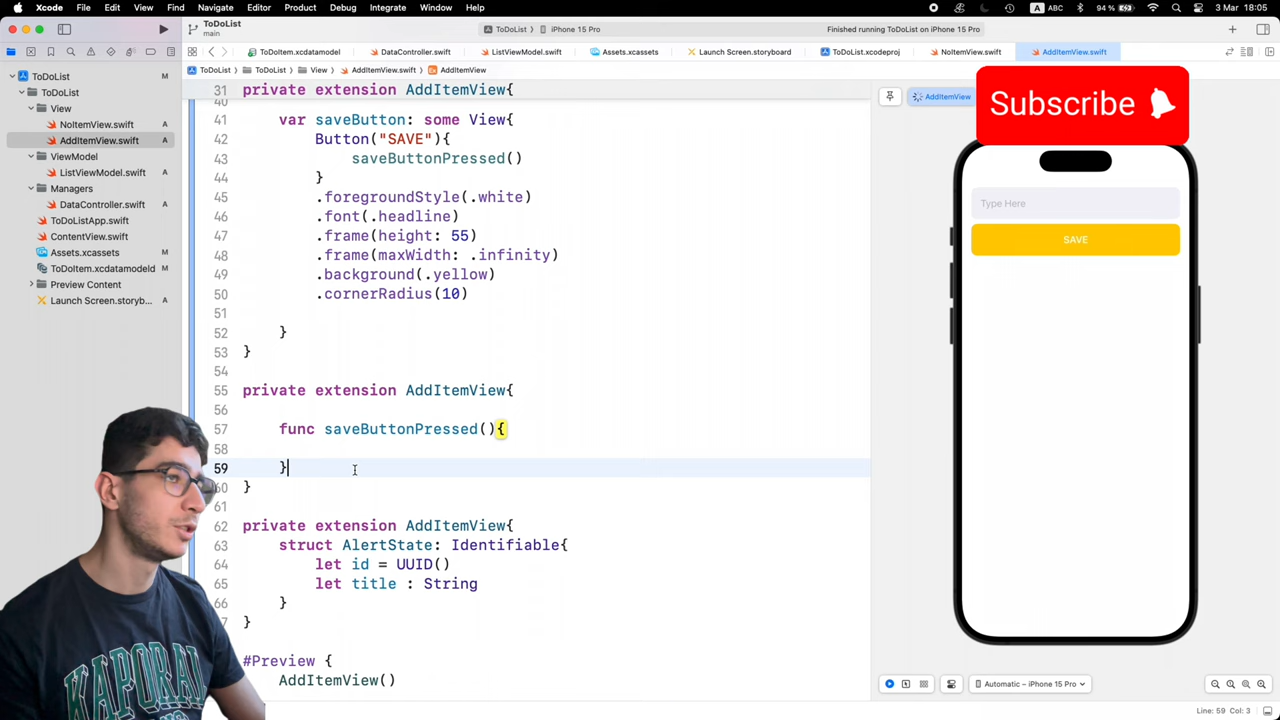 Xcode File Edit View Find Navigate Editor Product Debug Integrate Window Help A ABC 94 % 3 Mar 18:05
ToDoList
main
ToDoList iPhone 15 Pro
Finished running ToDoList on iPhone 15 Pro
ToDoItem.xcdatamodel DataController.swift ListViewModel.swift Assets.xcassets Launch Screen.storyboard ToDoList.xcodeproj NoItemView.swift AddItemView.swift
ToDoList ToDoList View AddItemView.swift AddItemView
ToDoList M
ToDoList
View
NoItemView.swift A
AddItemView.swift A
ViewModel
ListViewModel.swift A
Managers
DataController.swift A
ToDoListApp.swift A
ContentView.swift A
Assets.xcassets A
ToDoItem.xcdatamodeld M
Preview Content
Launch Screen.storyb... A
31 private extension AddItemView{
40
41 var saveButton: some View{
42 Button("SAVE"){
43 saveButtonPressed()
44 }
45 .foregroundStyle(.white)
46 .font(.headline)
47 .frame(height: 55)
48 .frame(maxWidth: .infinity)
49 .background(.yellow)
50 .cornerRadius(10)
51
52 }
53 }
54
55 private extension AddItemView{
56
57 func saveButtonPressed(){
58
59 }
60 }
61
62 private extension AddItemView{
63 struct AlertState: Identifiable{
64 let id = UUID()
65 let title : String
66 }
7 }
#Preview {
AddItemView()
AddItemView
Subscribe
Type Here
SAVE
Automatic – iPhone 15 Pro
Line: 59 Col: 3
KAPORAL